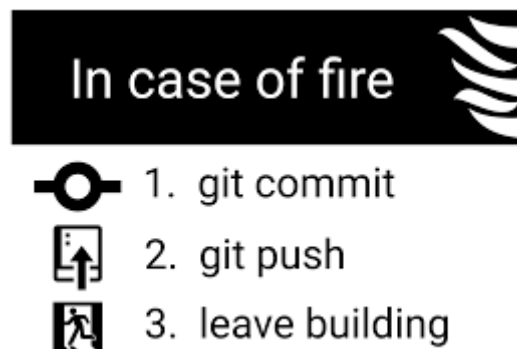 In case of fire
1. git commit
2. git push
3. leave building